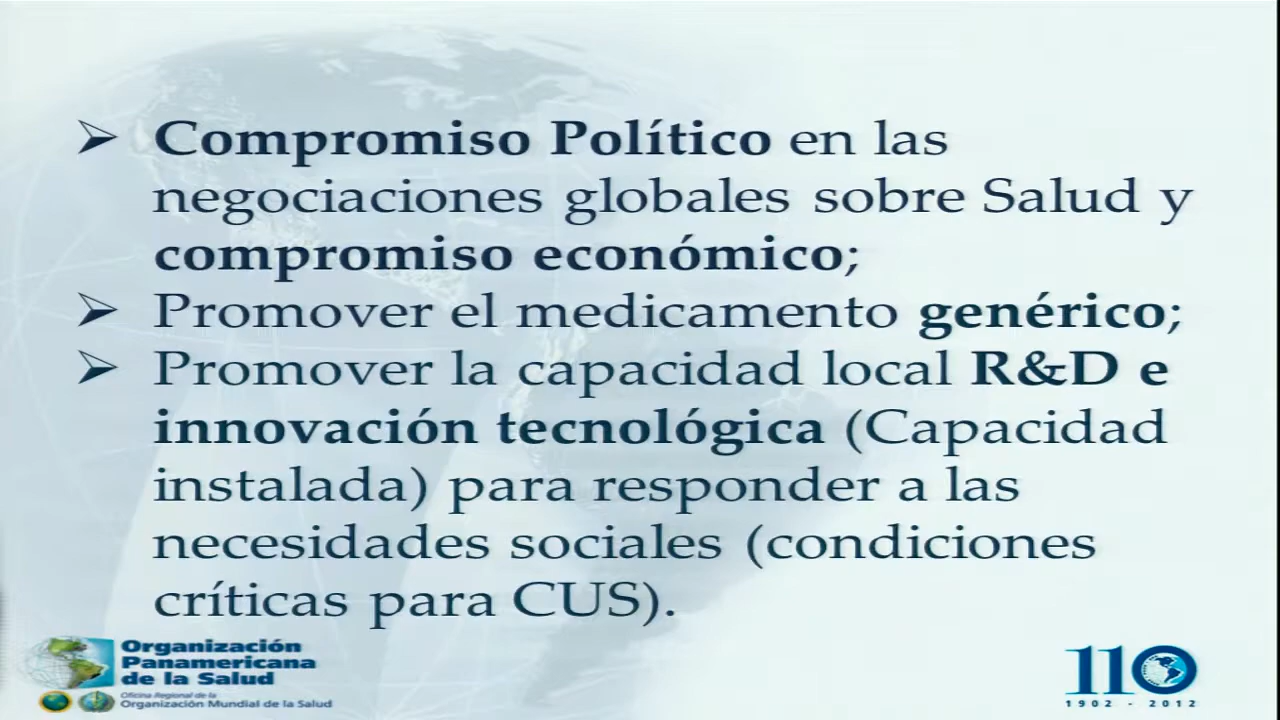 ➢ Compromiso Político en las
negociaciones globales sobre Salud y
compromiso económico;
➢ Promover el medicamento genérico;
➢ Promover la capacidad local R&D e
innovación tecnológica (Capacidad
instalada) para responder a las
necesidades sociales (condiciones
críticas para CUS).
Organización
Panamericana
de la Salud
Oficina Regional de la
Organización Mundial de la Salud
110
1902 - 2012